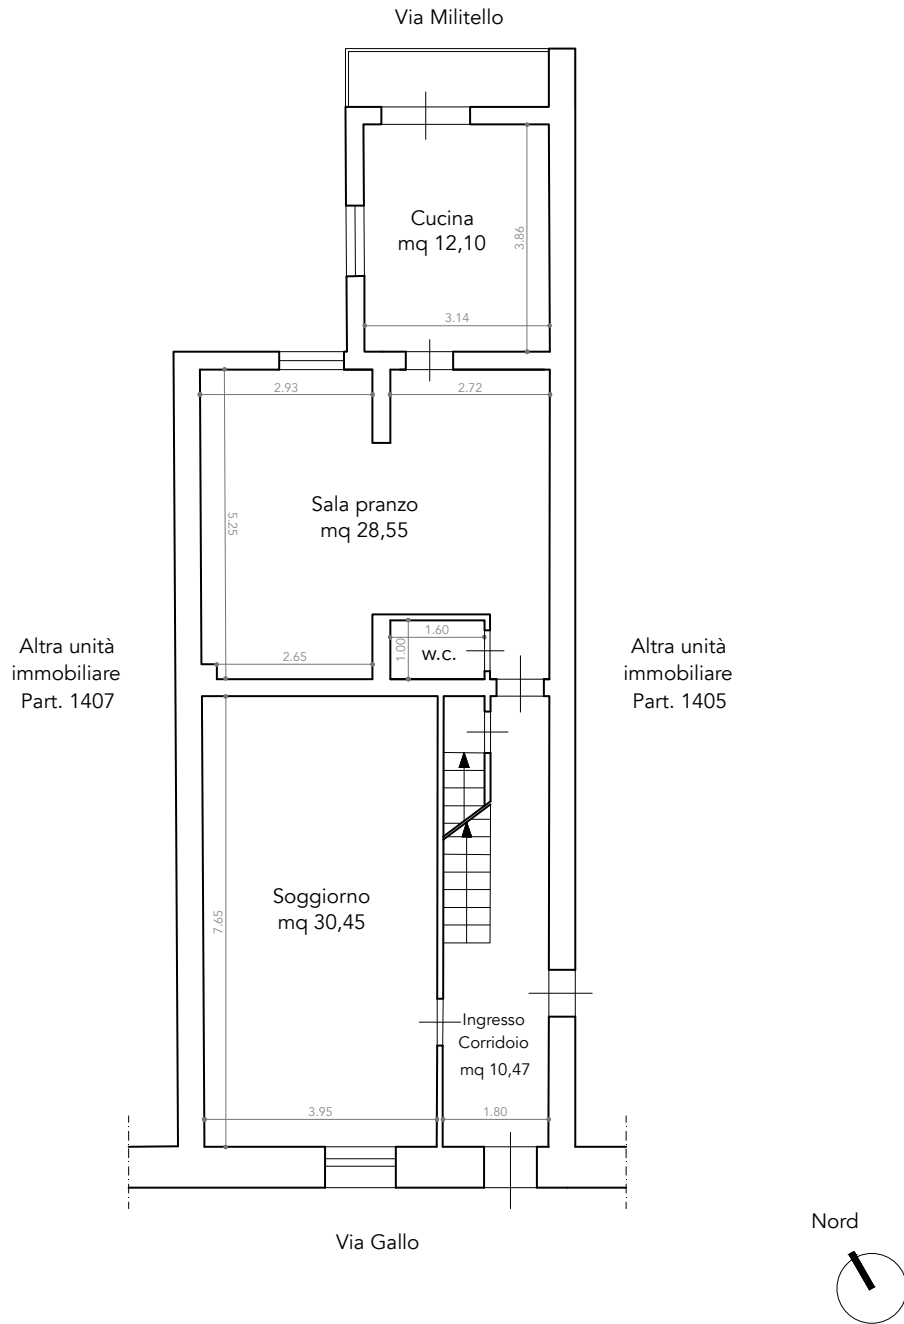 Via Militello
Cucina
mq 12,10
3.86
3.14
2.93
2.72
Sala pranzo
mq 28,55
5.25
Altra unità
immobiliare
Part. 1407
2.65
1.60
1.00
w.c.
Altra unità
immobiliare
Part. 1405
Soggiorno
mq 30,45
7.65
Ingresso
Corridoio
mq 10,47
3.95
1.80
Via Gallo
Nord